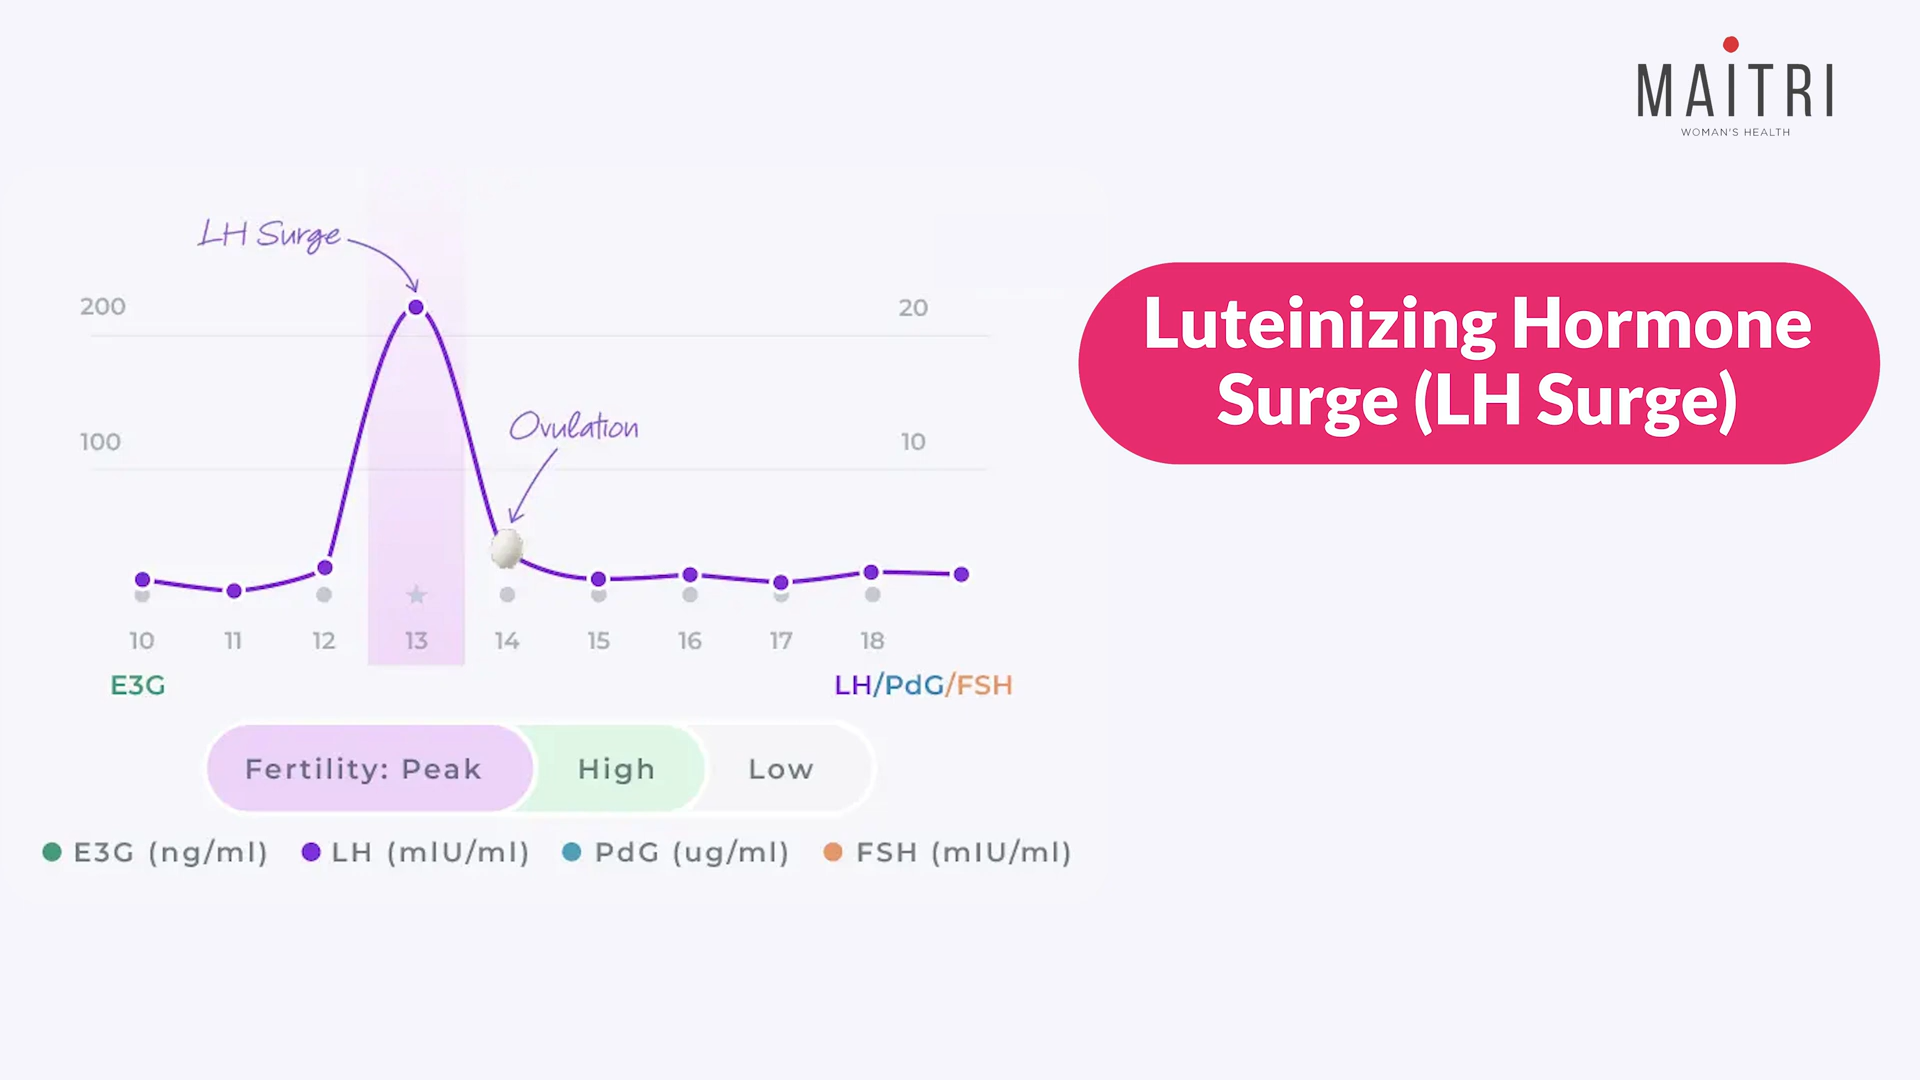 MAITRI
WOMAN'S HEALTH
LH Surge
200
20
Luteinizing Hormone
Surge (LH Surge)
Ovulation
100
10
10 11 12 13 14 15 16 17 18
E3G
LH/PdG/FSH
Fertility: Peak
High
Low
E3G (ng/ml)
LH (mIU/ml)
PdG (ug/ml)
FSH (mIU/ml)